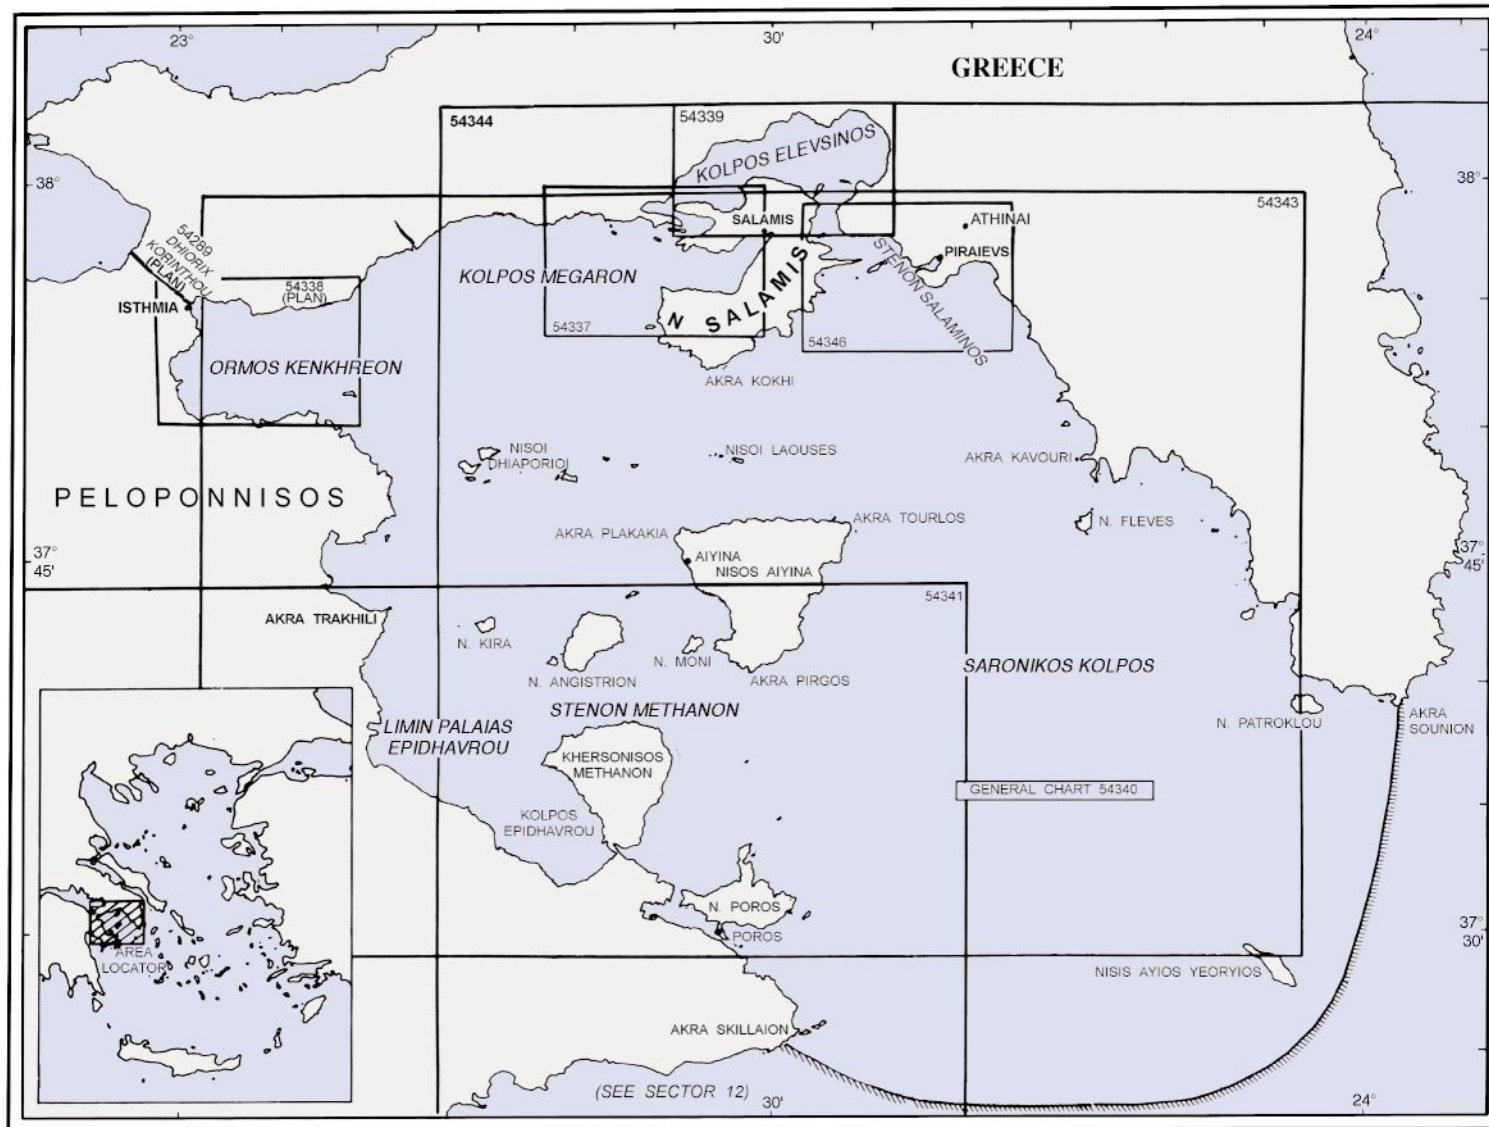 23°
30'
24°
GREECE
54344
54339
KOLPOS ELEVSINOS
38°
38°
54343
SALAMIS
ATHINAI
PIRAIEVS
54289
DHIORIX
KORINTHOU
(PLAN)
54338
(PLAN)
ISTHMIA
KOLPOS MEGARON
N SALAMIS
STENON SALAMINOS
54337
54346
ORMOS KENKHREON
AKRA KOKHI
NISOI
DHIAPORIOI
NISOI LAOUSES
AKRA KAVOURI
PELOPONNISOS
AKRA PLAKAKIA
AKRA TOURLOS
N. FLEVES
37°
45'
37°
45'
AIYINA
NISOS AIYINA
54341
AKRA TRAKHILI
N. KIRA
N. ANGISTRION
N. MONI
AKRA PIRGOS
SARONIKOS KOLPOS
STENON METHANON
LIMIN PALAIAS
EPIDHAVROU
N. PATROKLOU
AKRA
SOUNION
KHERSONISOS
METHANON
GENERAL CHART 54340
KOLPOS
EPIDHAVROU
N. POROS
POROS
37°
30'
AREA
LOCATOR
NISIS AYIOS YEORYIOS
AKRA SKILLAION
(SEE SECTOR 12)
30'
24°